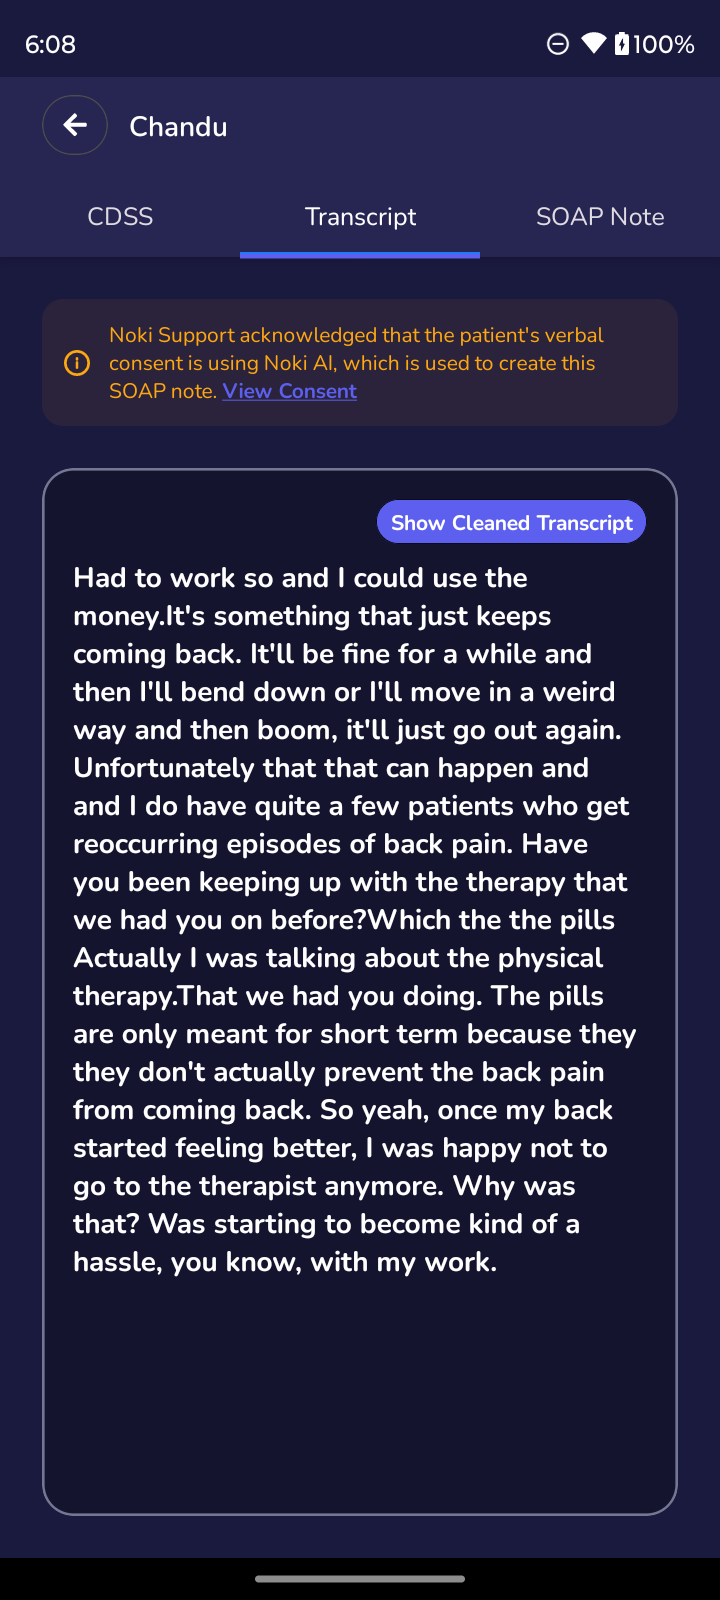 6:08
100%
Chandu
CDSS
Transcript
SOAP Note
Noki Support acknowledged that the patient's verbal
consent is using Noki AI, which is used to create this
SOAP note. View Consent
Show Cleaned Transcript
Had to work so and I could use the
money.It's something that just keeps
coming back. It'll be fine for a while and
then I'll bend down or I'll move in a weird
way and then boom, it'll just go out again.
Unfortunately that that can happen and
and I do have quite a few patients who get
reoccurring episodes of back pain. Have
you been keeping up with the therapy that
we had you on before?Which the the pills
Actually I was talking about the physical
therapy.That we had you doing. The pills
are only meant for short term because they
they don't actually prevent the back pain
from coming back. So yeah, once my back
started feeling better, I was happy not to
go to the therapist anymore. Why was
that? Was starting to become kind of a
hassle, you know, with my work.